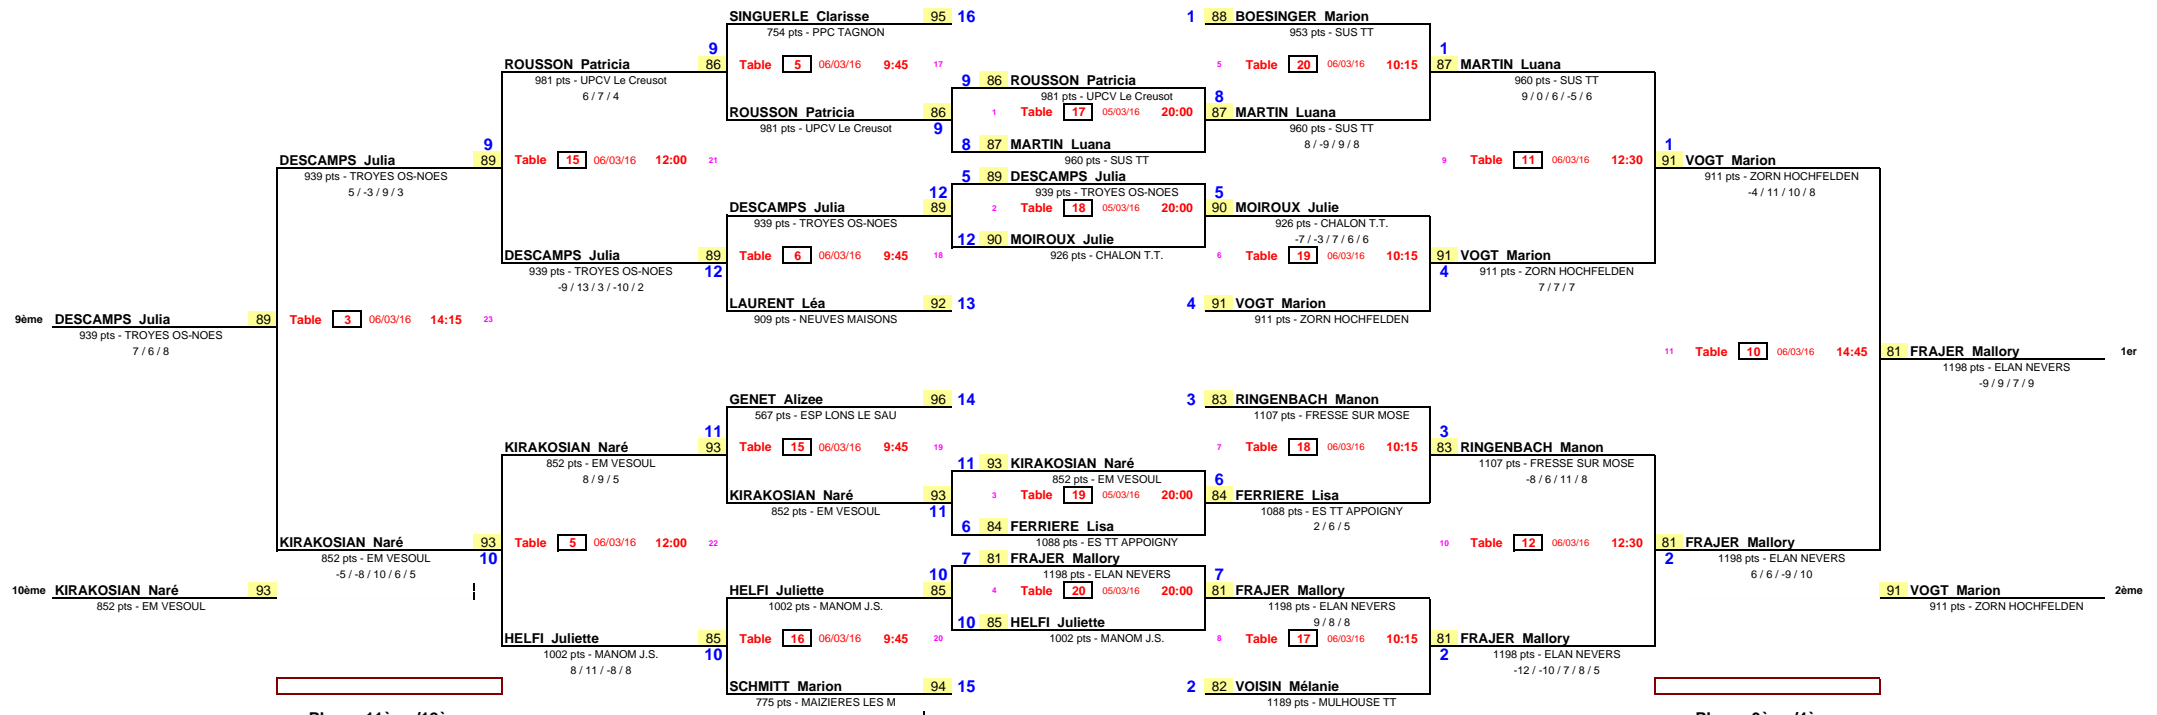 SINGUERLE Clarisse 95 16 1 88 BOESINGER Marion
754 pts - PPC TAGNON 953 pts - SUS TT
9 1
ROUSSON Patricia 86 Table 5 06/03/16 9:45 17 5 Table 20 06/03/16 10:15 87 MARTIN Luana
981 pts - UPCV Le Creusot 9 86 ROUSSON Patricia 960 pts - SUS TT
6 / 7 / 4 981 pts - UPCV Le Creusot 8 9 / 0 / 6 / -5 / 6
ROUSSON Patricia 86 1 Table 17 05/03/16 20:00 87 MARTIN Luana
981 pts - UPCV Le Creusot 9 960 pts - SUS TT
9 8 87 MARTIN Luana 8 / -9 / 9 / 8 1
DESCAMPS Julia 89 Table 15 06/03/16 12:00 21 960 pts - SUS TT 9 Table 11 06/03/16 12:30 91 VOGT Marion
939 pts - TROYES OS-NOES 5 89 DESCAMPS Julia 911 pts - ZORN HOCHFELDEN
5 / -3 / 9 / 3 12 939 pts - TROYES OS-NOES 5 -4 / 11 / 10 / 8
DESCAMPS Julia 89 2 Table 18 05/03/16 20:00 90 MOIROUX Julie
939 pts - TROYES OS-NOES 926 pts - CHALON T.T.
12 90 MOIROUX Julie -7 / -3 / 7 / 6 / 6
DESCAMPS Julia 89 Table 6 06/03/16 9:45 18 926 pts - CHALON T.T. 6 Table 19 06/03/16 10:15 91 VOGT Marion
939 pts - TROYES OS-NOES 12 4 911 pts - ZORN HOCHFELDEN
-9 / 13 / 3 / -10 / 2 7 / 7 / 7
LAURENT Léa 92 13 4 91 VOGT Marion
9ème DESCAMPS Julia 89 Table 3 06/03/16 14:15 23 909 pts - NEUVES MAISONS 911 pts - ZORN HOCHFELDEN
939 pts - TROYES OS-NOES
7 / 6 / 8 11 Table 10 06/03/16 14:45 81 FRAJER Mallory 1er
1198 pts - ELAN NEVERS
-9 / 9 / 7 / 9
GENET Alizee 96 14 3 83 RINGENBACH Manon
567 pts - ESP LONS LE SAU 1107 pts - FRESSE SUR MOSE
11 3
KIRAKOSIAN Naré 93 Table 15 06/03/16 9:45 19 7 Table 18 06/03/16 10:15 83 RINGENBACH Manon
852 pts - EM VESOUL 11 93 KIRAKOSIAN Naré 1107 pts - FRESSE SUR MOSE
8 / 9 / 5 852 pts - EM VESOUL 6 -8 / 6 / 11 / 8
KIRAKOSIAN Naré 93 3 Table 19 05/03/16 20:00 84 FERRIERE Lisa
852 pts - EM VESOUL 11 1088 pts - ES TT APPOIGNY
6 84 FERRIERE Lisa 2 / 6 / 5
KIRAKOSIAN Naré 93 Table 5 06/03/16 12:00 22 1088 pts - ES TT APPOIGNY 10 Table 12 06/03/16 12:30 81 FRAJER Mallory
852 pts - EM VESOUL 10 7 81 FRAJER Mallory 2 1198 pts - ELAN NEVERS
-5 / -8 / 10 / 6 / 5 10 1198 pts - ELAN NEVERS 7 6 / 6 / -9 / 10
10ème KIRAKOSIAN Naré 93 HELFI Juliette 85 4 Table 20 05/03/16 20:00 81 FRAJER Mallory 91 VOGT Marion 2ème
852 pts - EM VESOUL 1002 pts - MANOM J.S. 1198 pts - ELAN NEVERS 911 pts - ZORN HOCHFELDEN
10 85 HELFI Juliette 9 / 8 / 8
HELFI Juliette 85 Table 16 06/03/16 9:45 20 1002 pts - MANOM J.S. 8 Table 17 06/03/16 10:15 81 FRAJER Mallory
1002 pts - MANOM J.S. 10 2 1198 pts - ELAN NEVERS
8 / 11 / -8 / 8 -12 / -10 / 7 / 8 / 5
SCHMITT Marion 94 15 2 82 VOISIN Mélanie
775 pts - MAIZIERES LES M 1189 pts - MULHOUSE TT